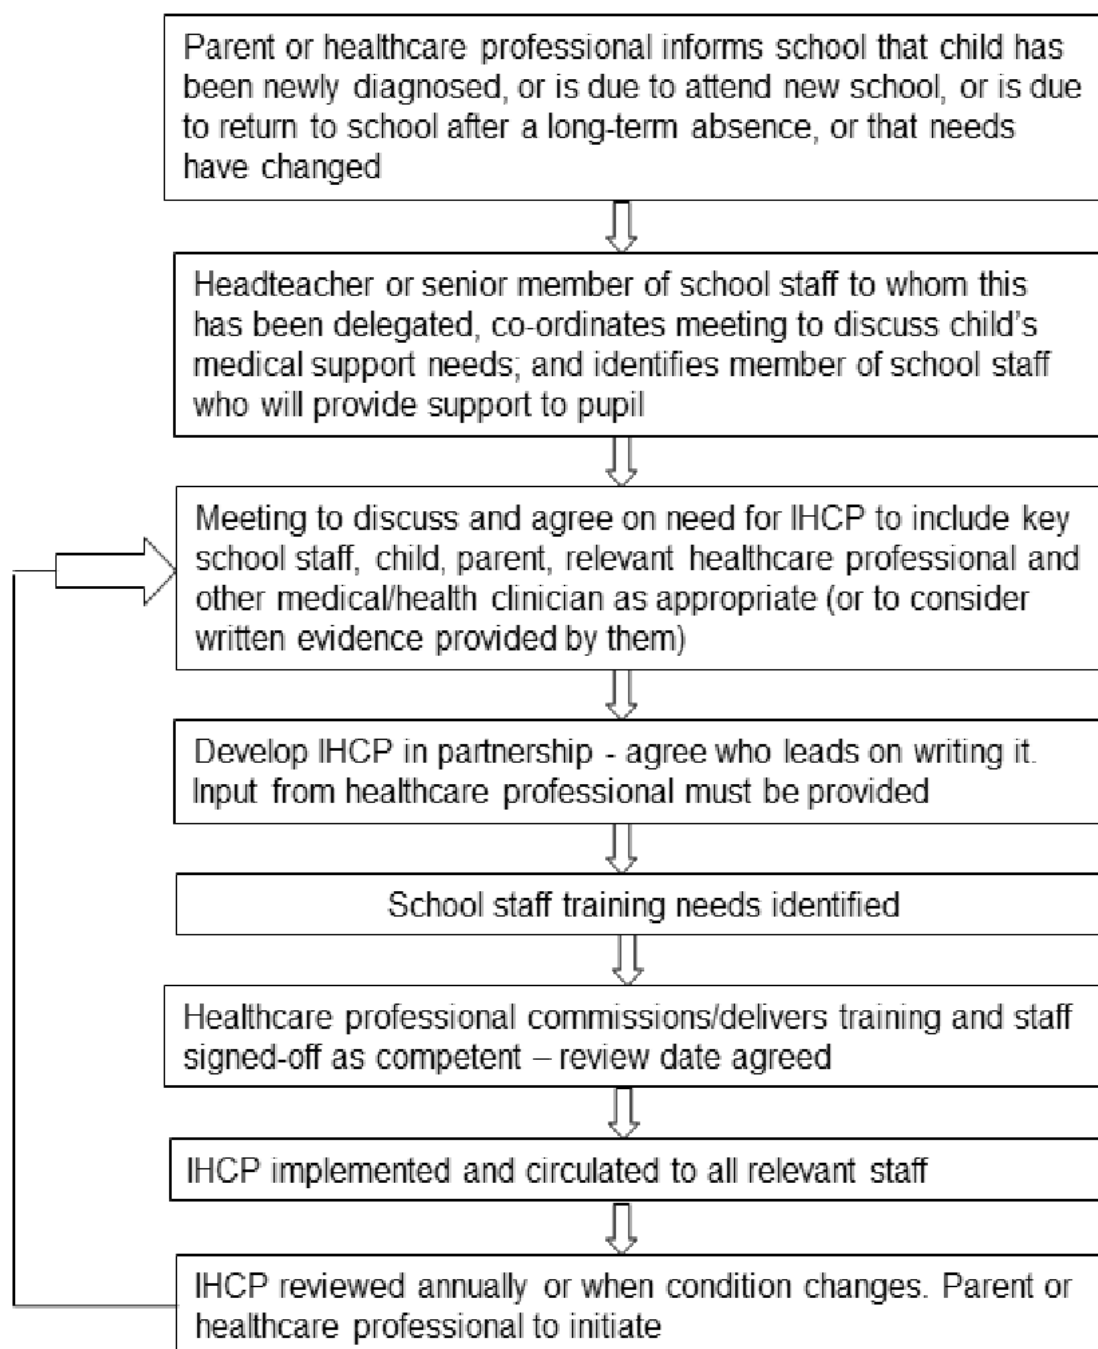 Parent or healthcare professional informs school that child has
been newly diagnosed, or is due to attend new school, or is due
to return to school after a long-term absence, or that needs
have changed
Headteacher or senior member of school staff to whom this
has been delegated, co-ordinates meeting to discuss child's
medical support needs; and identifies member of school staff
who will provide support to pupil
Meeting to discuss and agree on need for IHCP to include key
school staff, child, parent, relevant healthcare professional and
other medical/health clinician as appropriate (or to consider
written evidence provided by them)
Develop IHCP in partnership - agree who leads on writing it.
Input from healthcare professional must be provided
School staff training needs identified
Healthcare professional commissions/delivers training and staff
signed-off as competent – review date agreed
IHCP implemented and circulated to all relevant staff
IHCP reviewed annually or when condition changes. Parent or
healthcare professional to initiate